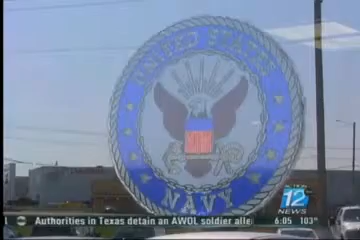 UNITED STATES
NAVY
12
NEWS
Authorities in Texas detain an AWOL soldier alle
6:05 103°